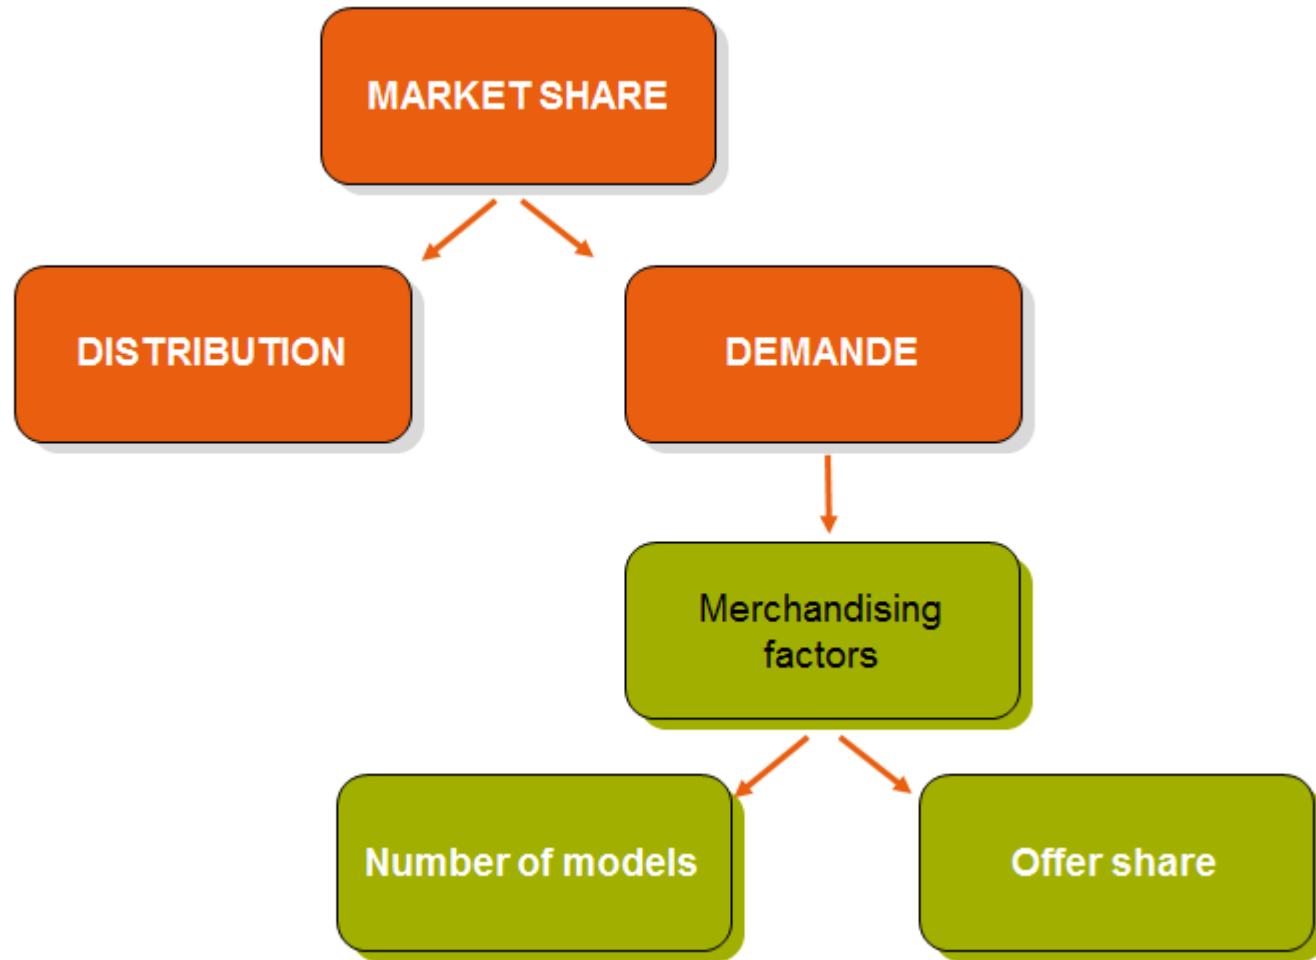 MARKET SHARE
DISTRIBUTION
DEMANDE
Merchandising
factors
Number of models
Offer share